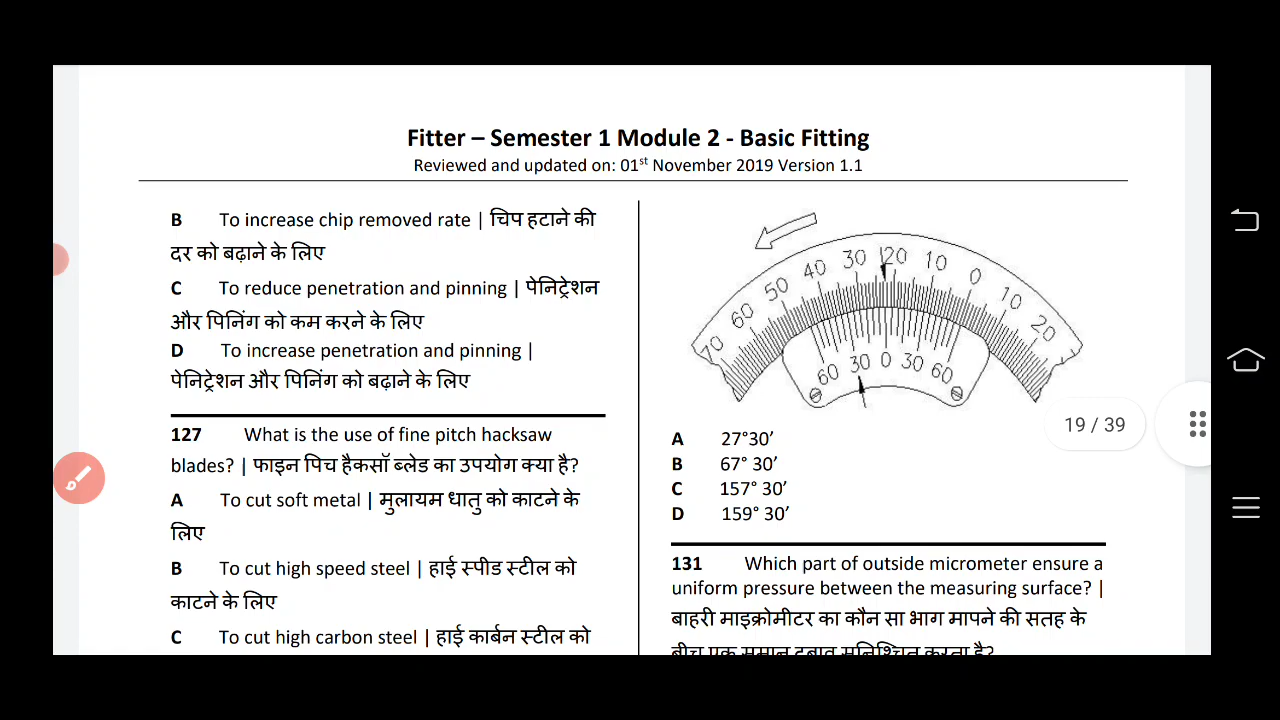 Fitter – Semester 1 Module 2 - Basic Fitting
Reviewed and updated on: 01st November 2019 Version 1.1
B To increase chip removed rate | चिप हटाने की
दर को बढ़ाने के लिए
C To reduce penetration and pinning | पेनिट्रेशन
और पिनिंग को कम करने के लिए
D To increase penetration and pinning |
पेनिट्रेशन और पिनिंग को बढ़ाने के लिए
127 What is the use of fine pitch hacksaw
blades? | फाइन पिच हैकसॉ ब्लेड का उपयोग क्या है?
A To cut soft metal | मुलायम धातु को काटने के
लिए
B To cut high speed steel | हाई स्पीड स्टील को
काटने के लिए
C To cut high carbon steel | हाई कार्बन स्टील को
70 60 50 40 30 20 10 0 10 20
60 30 0 30 60
A 27°30’
B 67° 30’
C 157° 30’
D 159° 30’
131 Which part of outside micrometer ensure a
uniform pressure between the measuring surface? |
बाहरी माइक्रोमीटर का कौन सा भाग मापने की सतह के
बीच एक समान दबाव सुनिश्चित करता है?
19 / 39